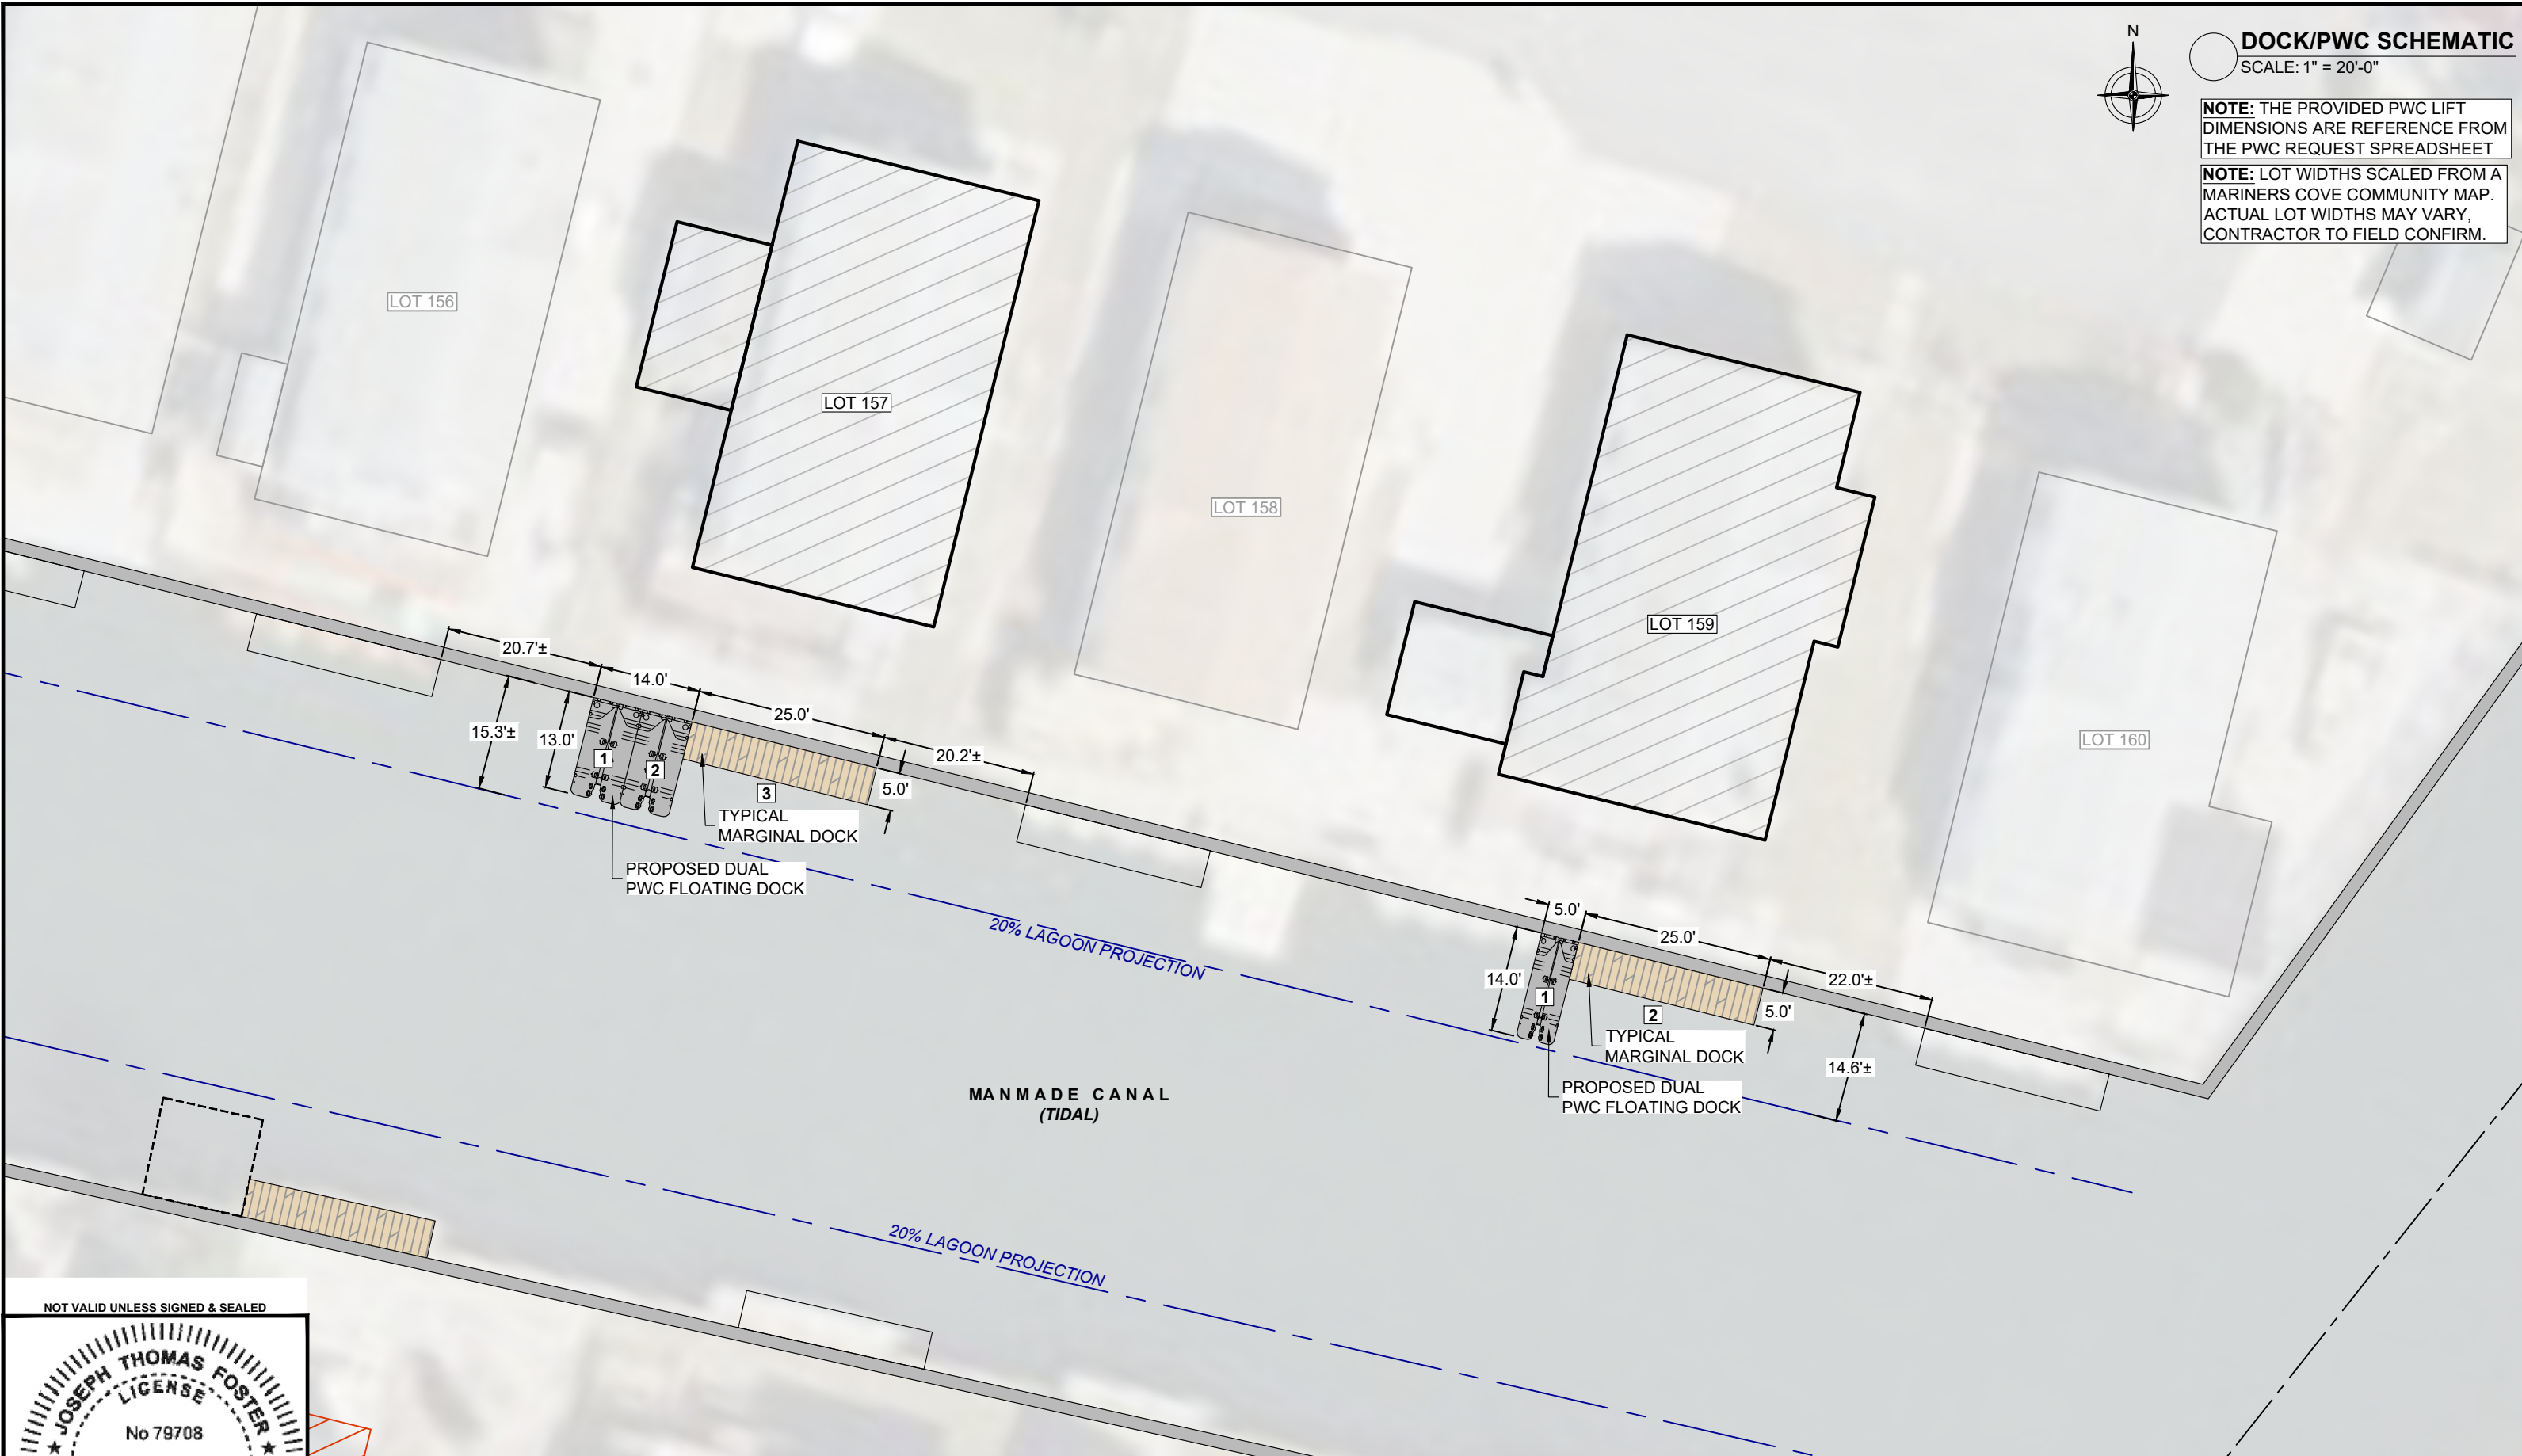 N
DOCK/PWC SCHEMATIC
SCALE: 1" = 20'-0"
NOTE: THE PROVIDED PWC LIFT
DIMENSIONS ARE REFERENCE FROM
THE PWC REQUEST SPREADSHEET
NOTE: LOT WIDTHS SCALED FROM A
MARINERS COVE COMMUNITY MAP.
ACTUAL LOT WIDTHS MAY VARY,
CONTRACTOR TO FIELD CONFIRM.
LOT 156
LOT 157
LOT 158
LOT 159
LOT 160
20.7'±
14.0'
25.0'
20.2'±
15.3'±
13.0'
1
2
3
5.0'
TYPICAL
MARGINAL DOCK
PROPOSED DUAL
PWC FLOATING DOCK
20% LAGOON PROJECTION
5.0'
25.0'
22.0'±
14.0'
1
2
5.0'
TYPICAL
MARGINAL DOCK
14.6'±
PROPOSED DUAL
PWC FLOATING DOCK
MANMADE CANAL
(TIDAL)
20% LAGOON PROJECTION
NOT VALID UNLESS SIGNED & SEALED
JOSEPH THOMAS FOSTER
LICENSE
No 79708